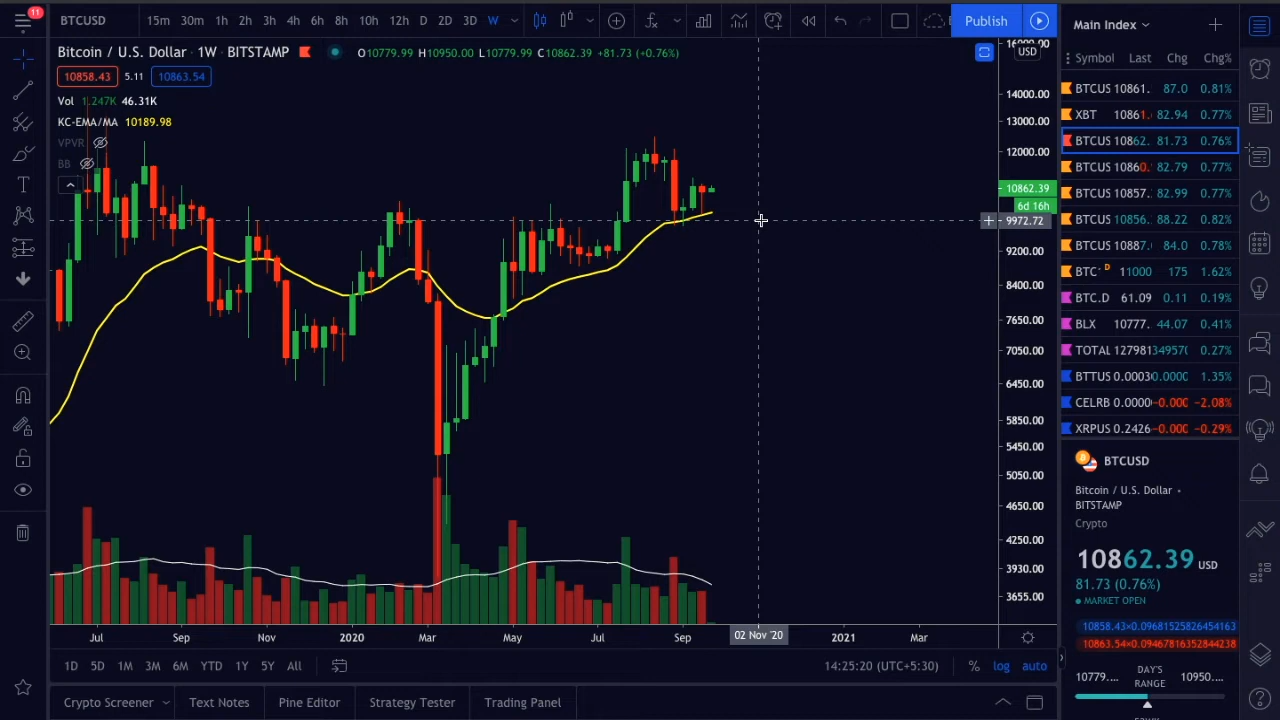 11
BTCUSD 15m 30m 1h 2h 3h 4h 6h 8h 10h 12h D 2D 3D W Publish
Bitcoin / U.S. Dollar · 1W · BITSTAMP O10779.99 H10950.00 L10779.99 C10862.39 +81.73 (+0.76%)
10858.43 5.11 10863.54
Vol 1.247K 46.31K
KC-EMA/MA 10189.98
VPVR
BB
USD
16000.00
14000.00
13000.00
12000.00
10862.39
6d 16h
9972.72
9200.00
8400.00
7650.00
7050.00
6450.00
5850.00
5450.00
5050.00
4650.00
4250.00
3930.00
3655.00
Jul Sep Nov 2020 Mar May Jul Sep 02 Nov '20 2021 Mar
1D 5D 1M 3M 6M YTD 1Y 5Y All 14:25:20 (UTC+5:30) % log auto
Crypto Screener Text Notes Pine Editor Strategy Tester Trading Panel
Main Index
Symbol Last Chg Chg%
BTCUS 10861. 87.0 0.81%
XBT 10861. 82.94 0.77%
BTCUS 10862. 81.73 0.76%
BTCUS 10860. 82.79 0.77%
BTCUS 10857. 82.99 0.77%
BTCUS 10856. 88.22 0.82%
BTCUS 10887. 84.0 0.78%
BTC D 11000 175 1.62%
BTC.D 61.09 0.11 0.19%
BLX 10777. 44.07 0.41%
TOTAL 127981 349570 0.27%
BTTUS 0.0003 0.0000 1.35%
CELRB 0.0000 -0.000 -2.08%
XRPUS 0.2426 -0.000 -0.29%
BTCUSD
Bitcoin / U.S. Dollar •
BITSTAMP
Crypto
10862.39 USD
81.73 (0.76%)
MARKET OPEN
10858.43×0.0968152582645416З
10863.54×0.09467816352844238
10779.... DAY'S RANGE 10950....